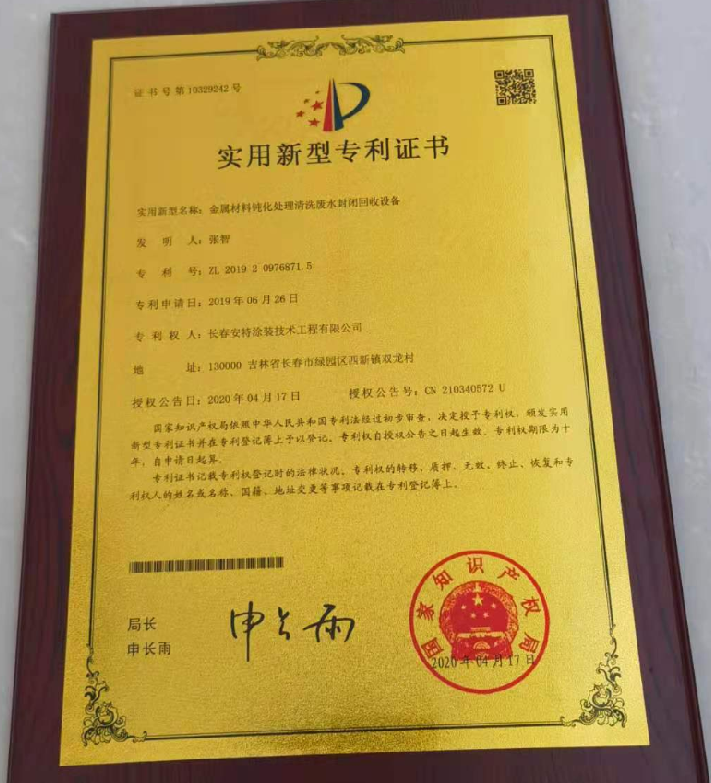 证书号第10329242号
实用新型专利证书
实用新型名称：金属材料钝化处理清洗废水封闭回收设备
发明人：张智
专利号：ZL 2019 2 0976871.5
专利申请日：2019年06月26日
专利权人：长春安特涂装技术工程有限公司
地址：130000 吉林省长春市绿园区西新镇双龙村
授权公告日：2020年04月17日 授权公告号：CN 210340572 U
国家知识产权局依照中华人民共和国专利法经过初步审查，决定授予专利权，颁发实用
新型专利证书并在专利登记簿上予以登记。专利权自授权公告之日起生效。专利权期限为十
年，自申请日起算。
专利证书记载专利权登记时的法律状况。专利权的转移、质押、无效、终止、恢复和专
利权人的姓名或名称、国籍、地址变更等事项记载在专利登记簿上。
局长
申长雨
申长雨
国家知识产权局
2020年04月17日